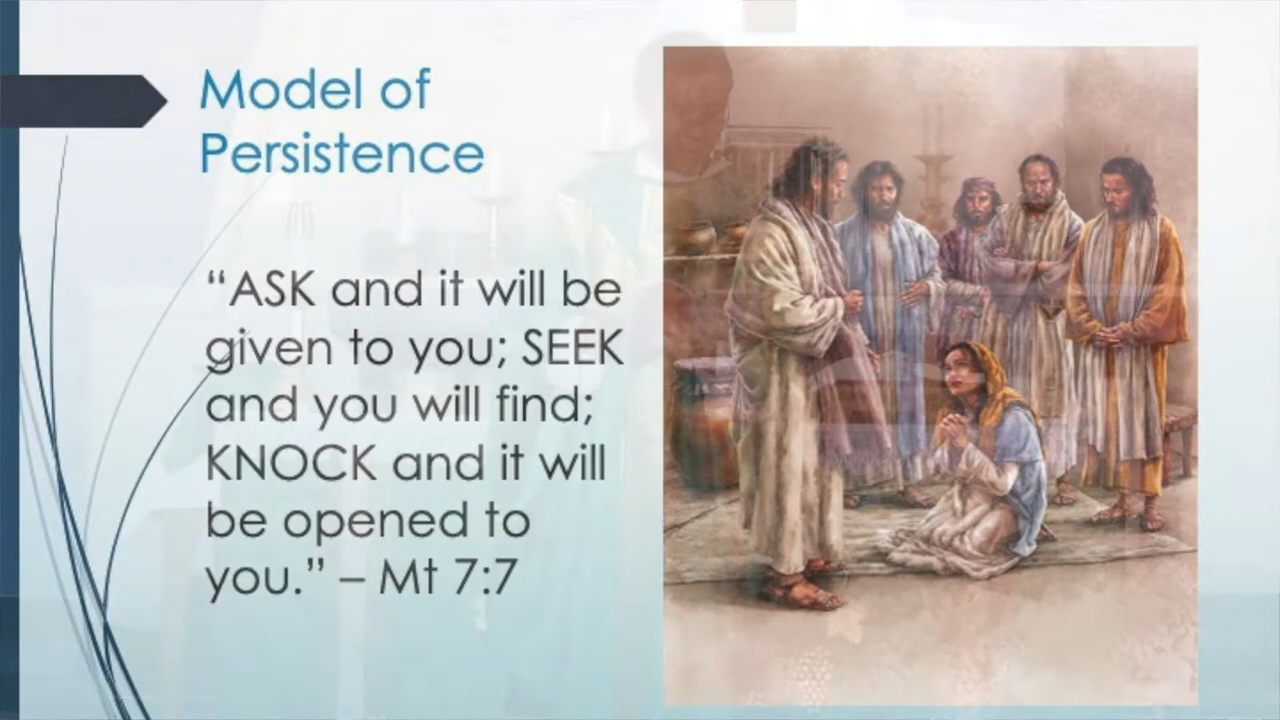 Model of
Persistence
“ASK and it will be
given to you; SEEK
and you will find;
KNOCK and it will
be opened to
you.” – Mt 7:7